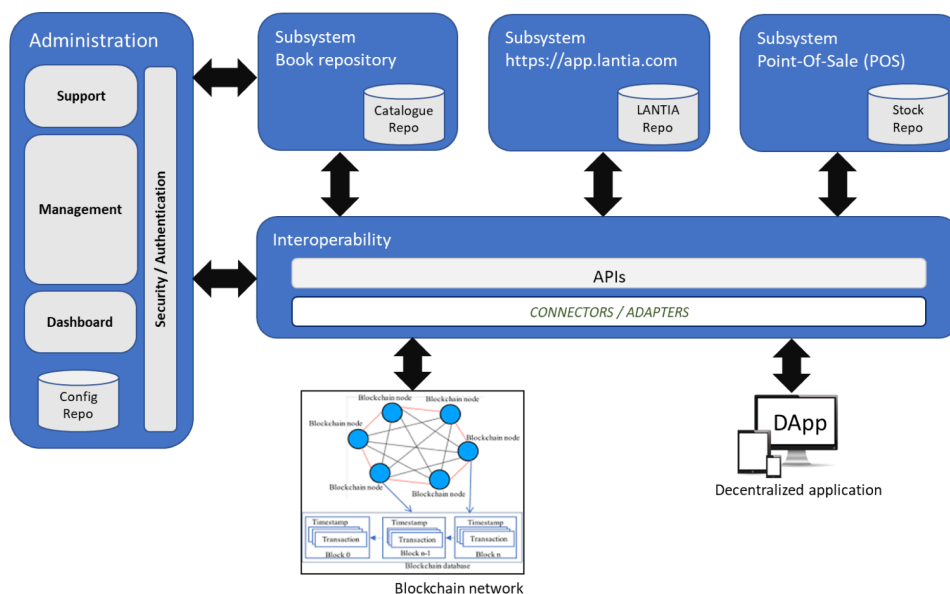 Administration
Support
Management
Dashboard
Config
Repo
Security / Authentication
Subsystem
Book repository
Catalogue
Repo
Subsystem
https://app.lantia.com
LANTIA
Repo
Subsystem
Point-Of-Sale (POS)
Stock
Repo
Interoperability
APIs
CONNECTORS / ADAPTERS
Blockchain node
Blockchain node
Blockchain node
Blockchain node
Blockchain node
Blockchain node
Timestamp
Transaction
Block 0
Timestamp
Transaction
Block n-1
Timestamp
Transaction
Block n
Blockchain database
Blockchain network
DApp
Decentralized application